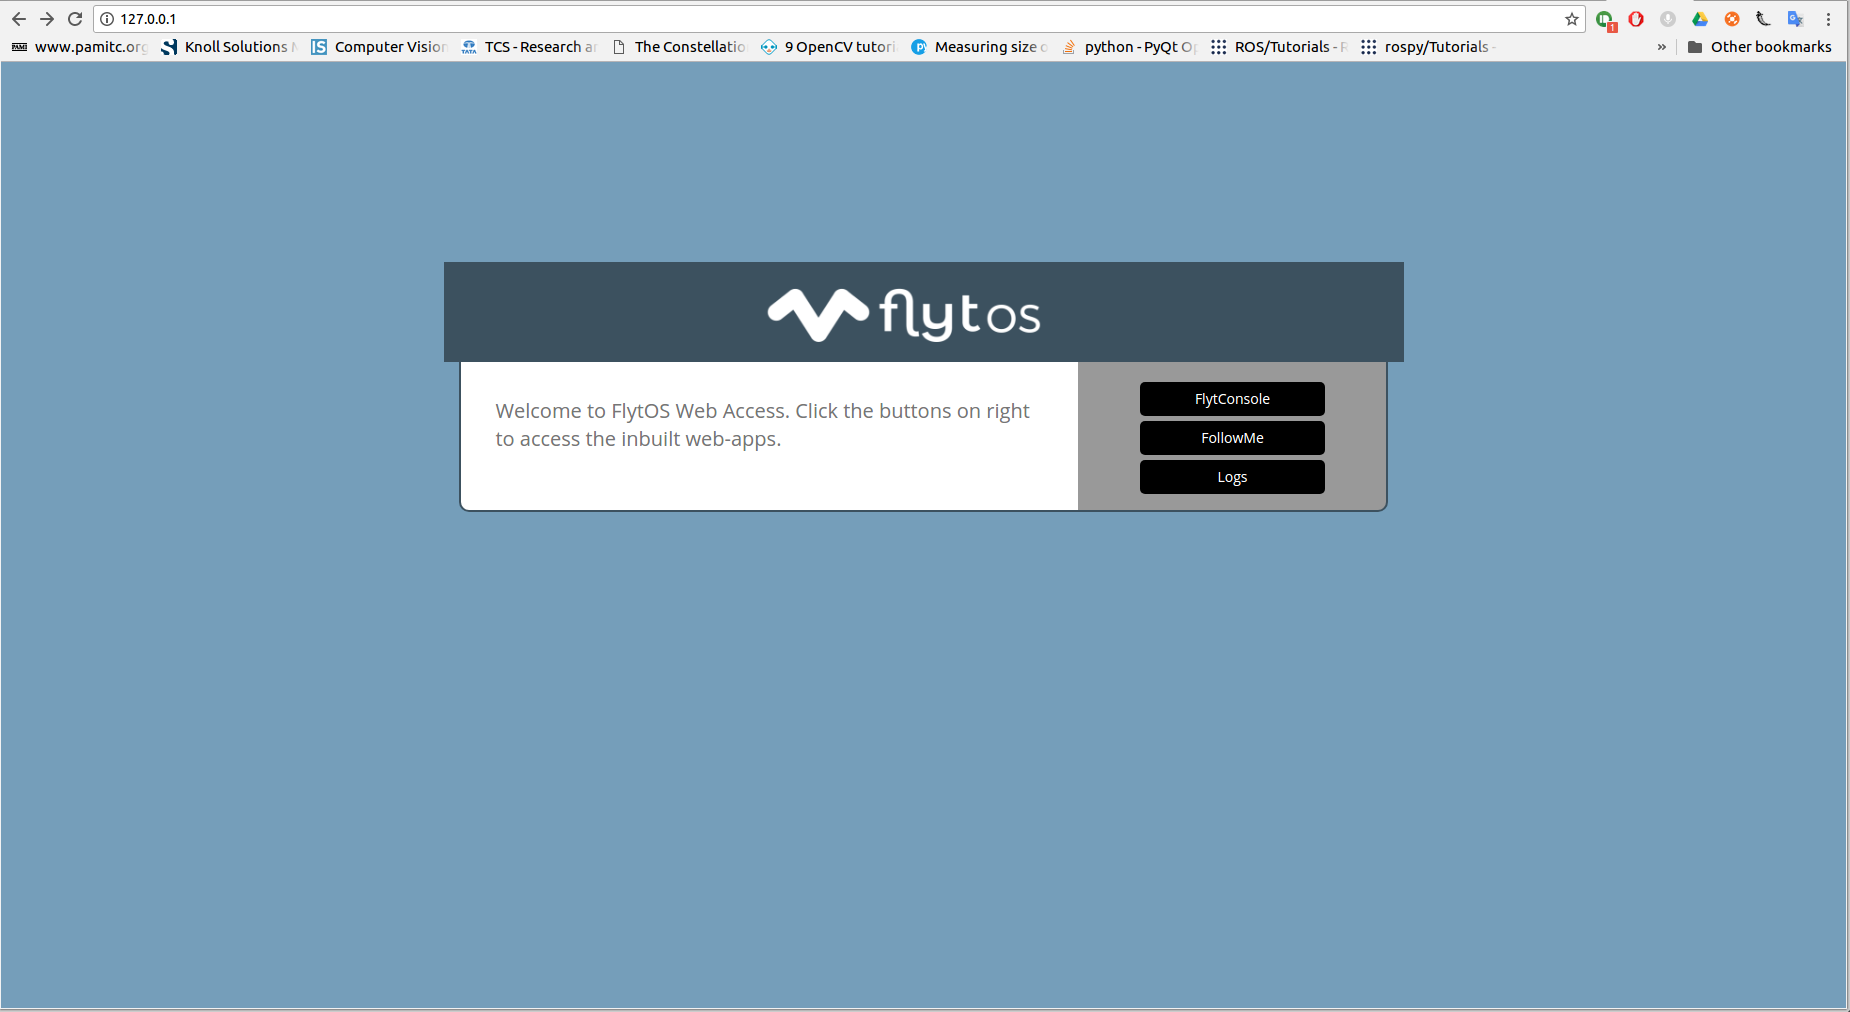 127.0.0.1
www.pamitc.org
Knoll Solutions
Computer Vision
TCS - Research
The Constellatio
9 OpenCV tutori
Measuring size
python - PyQt
ROS/Tutorials -
rospy/Tutorials -
»
Other bookmarks
flyt os
Welcome to FlytOS Web Access. Click the buttons on right
to access the inbuilt web-apps.
FlytConsole
FollowMe
Logs